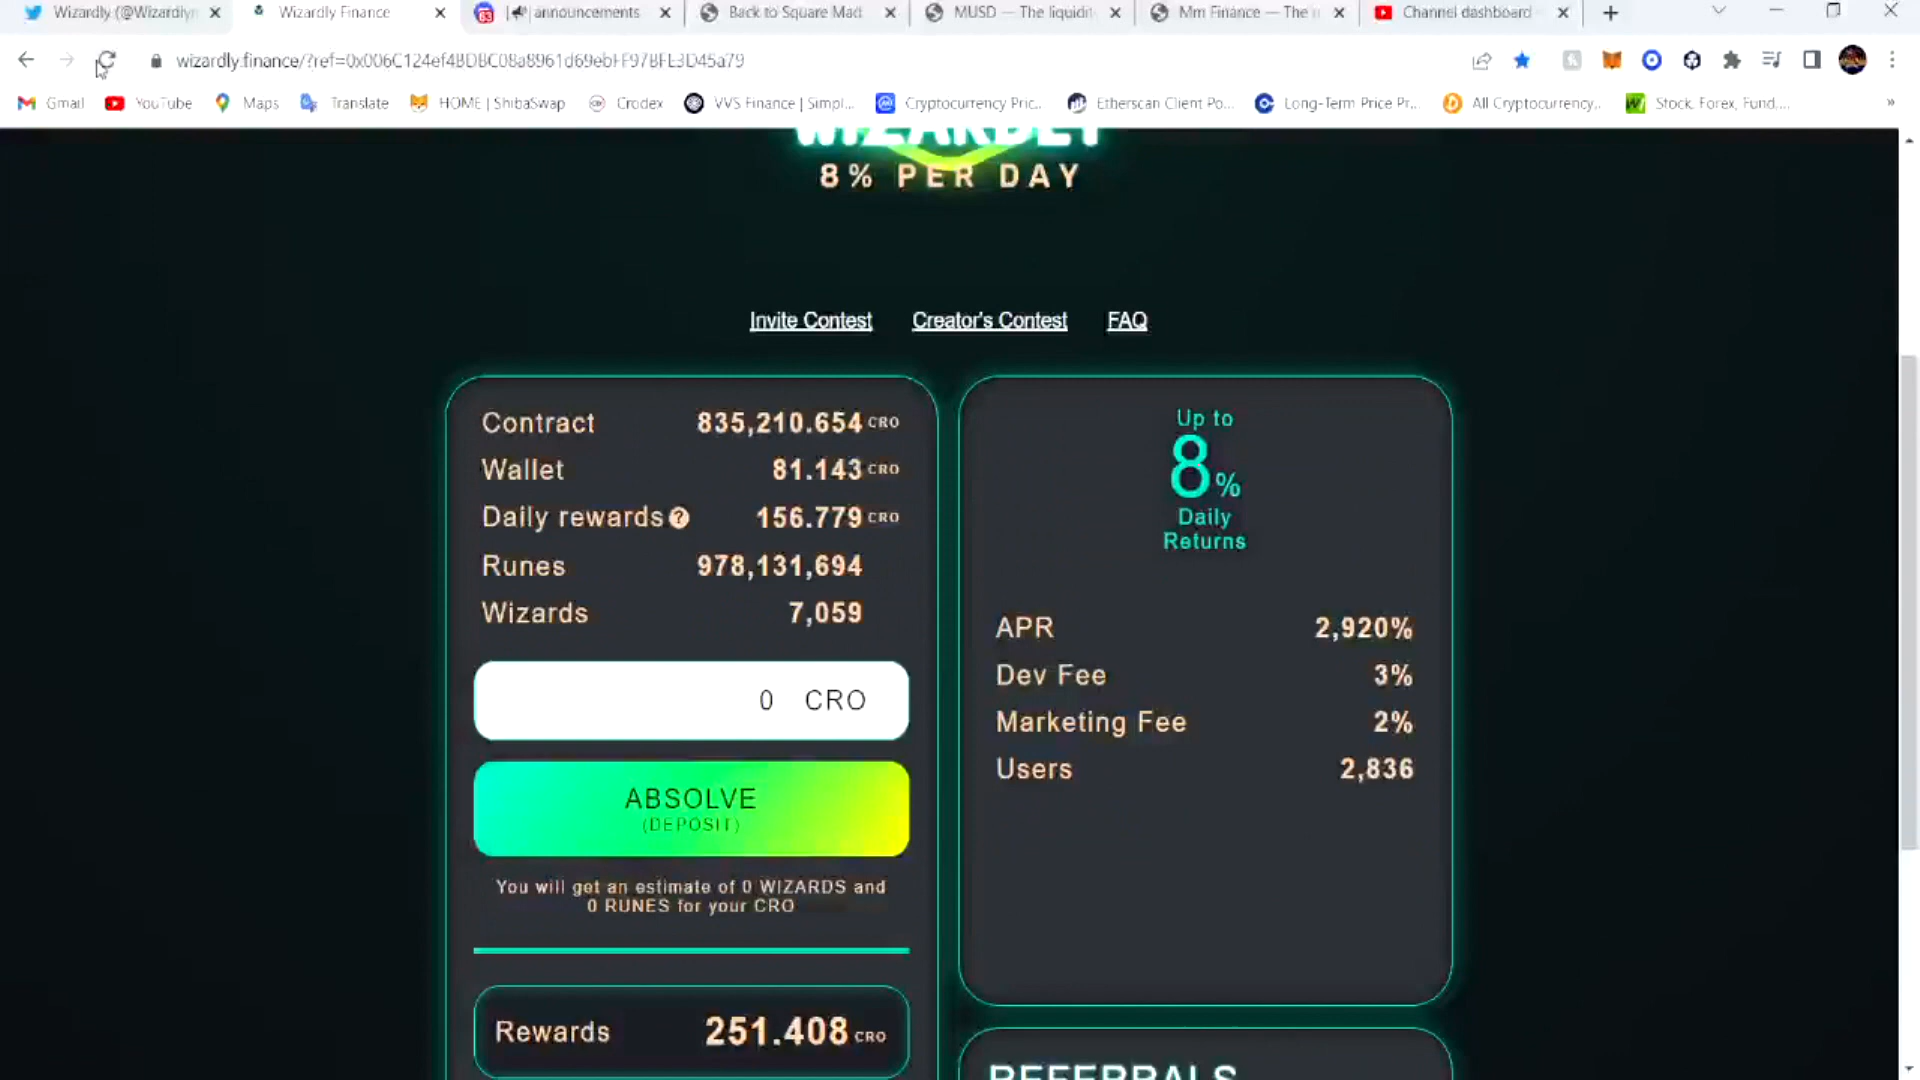 Wizardly (@Wizardlyn
Wizardly Finance
announcements
Back to Square Mad
MUSD — The liquidit
Mm Finance — The n
Channel dashboard
Gmail
YouTube
Maps
Translate
HOME | ShibaSwap
Crodex
VVS Finance | Simpl...
Cryptocurrency Pric...
Etherscan Client Po...
Long-Term Price Pr...
All Cryptocurrency...
Stock, Forex, Fund....
WIZARDLY
8% PER DAY
Invite Contest
Creator's Contest
FAQ
Contract 835,210.654 CRO
Wallet 81.143 CRO
Daily rewards ? 156.779 CRO
Runes 978,131,694
Wizards 7,059
0 CRO
ABSOLVE
(DEPOSIT)
You will get an estimate of 0 WIZARDS and
0 RUNES for your CRO
Rewards 251.408 CRO
Up to
8%
Daily
Returns
APR 2,920%
Dev Fee 3%
Marketing Fee 2%
Users 2,836
REFERRALS